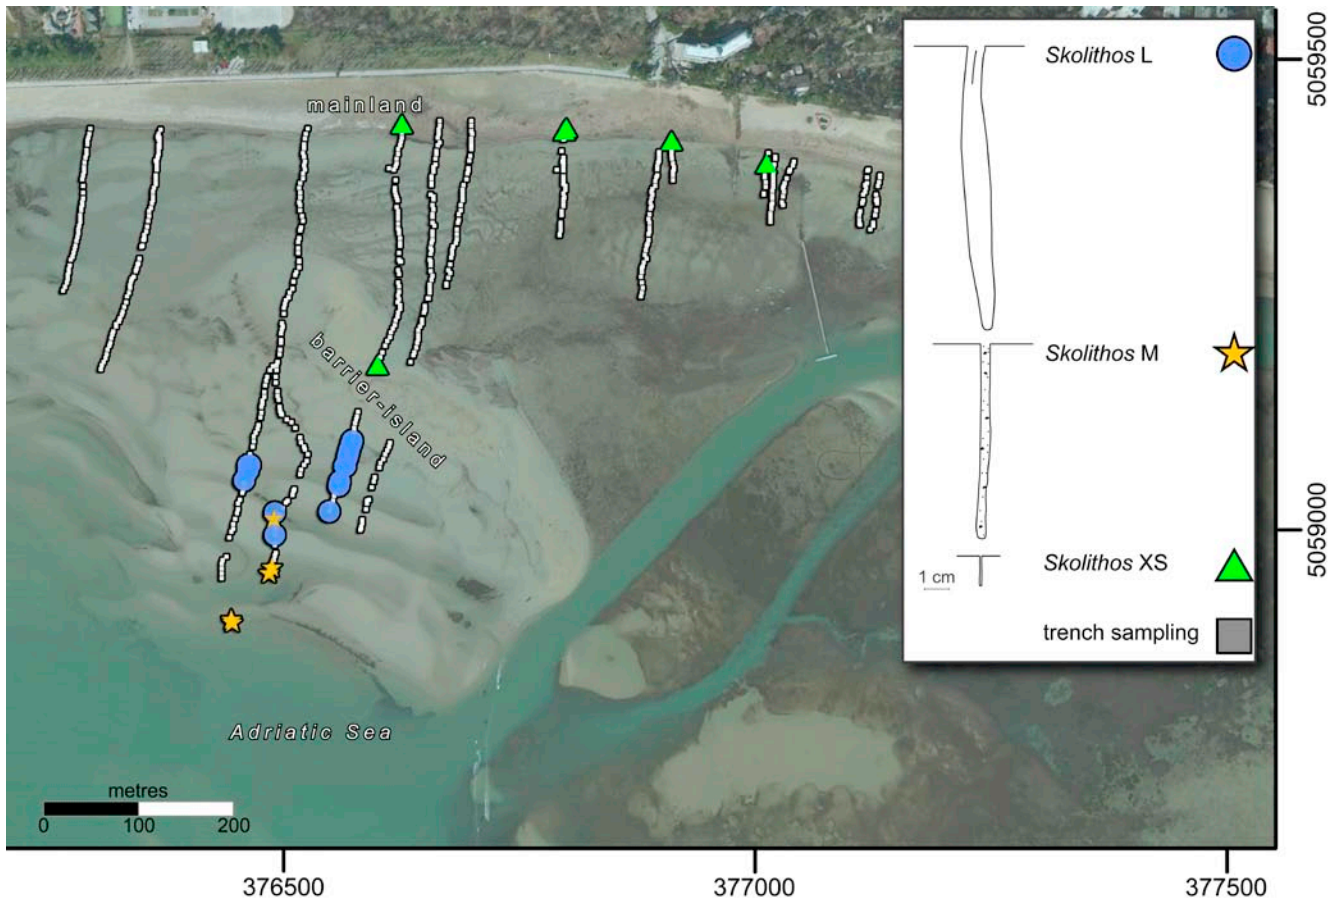 mainland
barrier-island
Adriatic Sea
metres
0 100 200
Skolithos L
Skolithos M
Skolithos XS
1 cm
trench sampling
5059500
5059000
376500 377000 377500